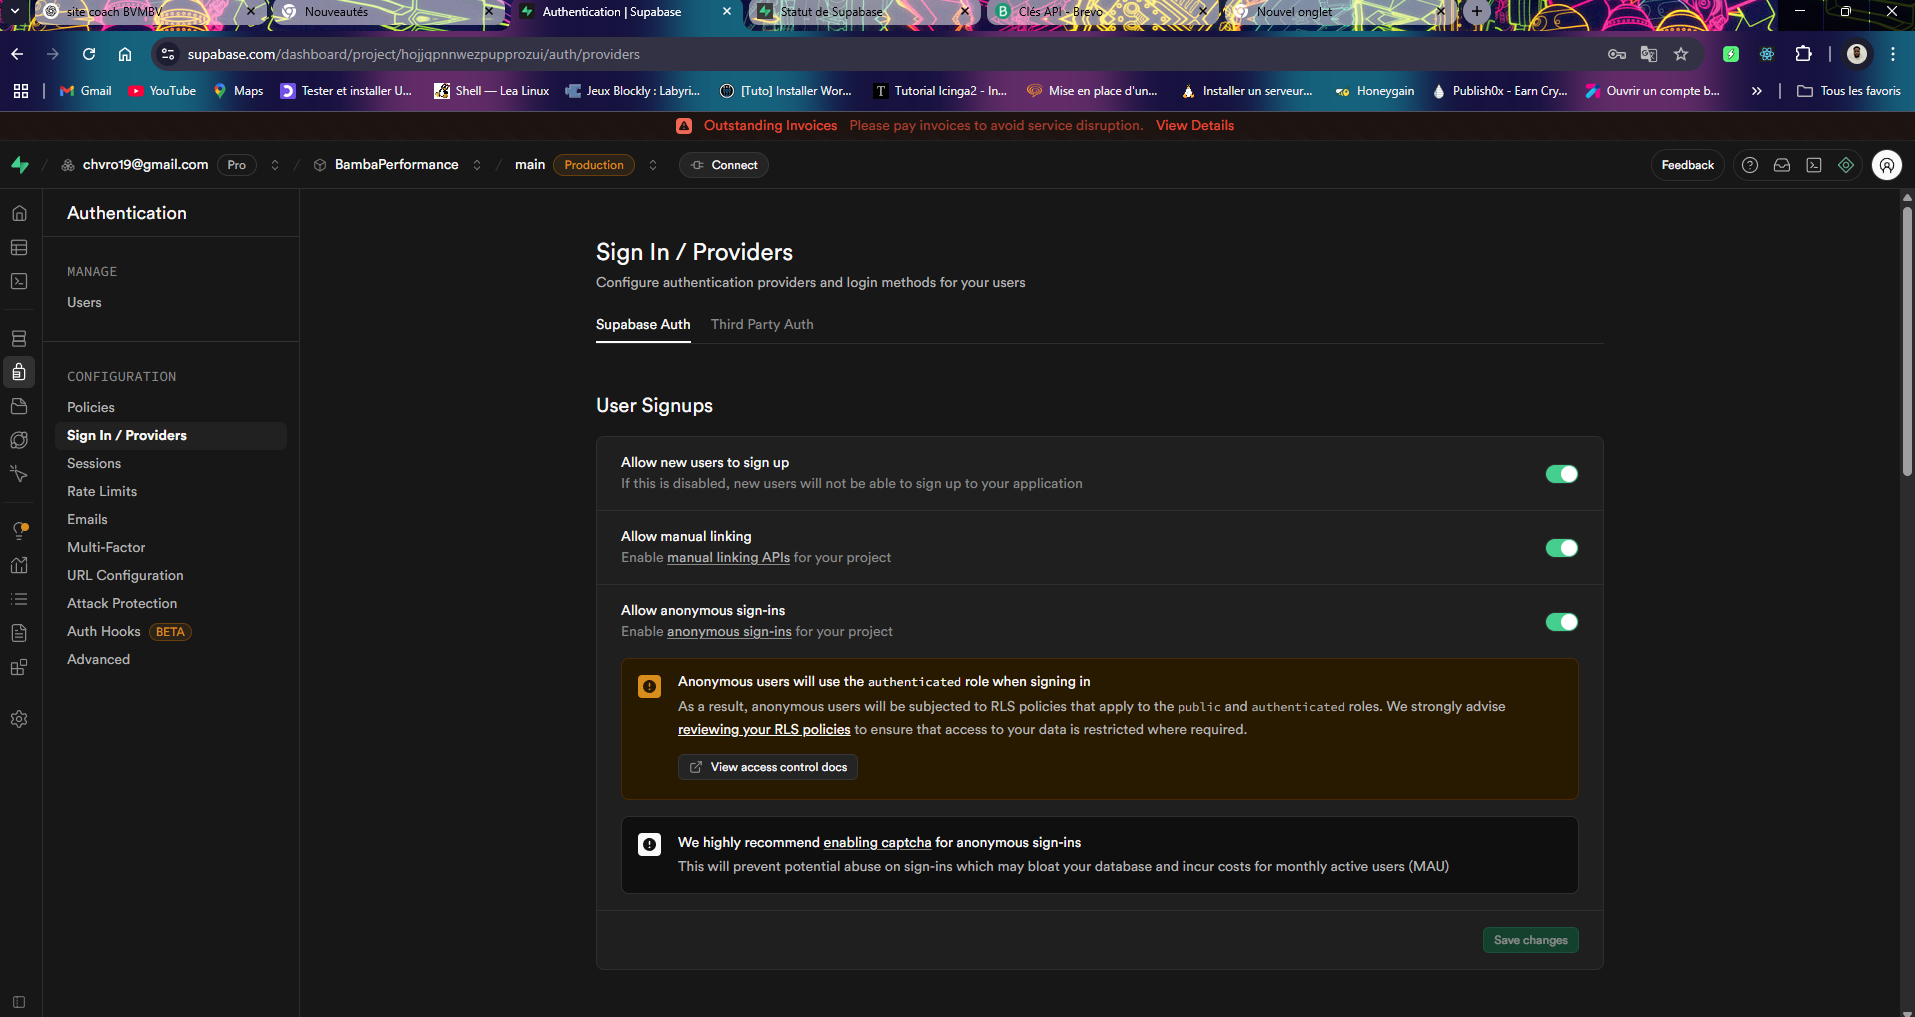 site coach BVMBV
Nouveautés
Authentication | Supabase
Statut de Supabase
Clés API - Brevo
Nouvel onglet
supabase.com/dashboard/project/hojjqpnnwezpupprozui/auth/providers
Gmail
YouTube
Maps
Tester et installer U...
Shell — Lea Linux
Jeux Blockly : Labyri...
[Tuto] Installer Wor...
Tutorial Icinga2 - In...
Mise en place d'un...
Installer un serveur...
Honeygain
Publish0x - Earn Cry...
Ouvrir un compte b...
Tous les favoris
Outstanding Invoices Please pay invoices to avoid service disruption. View Details
chvro19@gmail.com Pro / BambaPerformance / main Production Connect
Feedback
Authentication
MANAGE
Users
CONFIGURATION
Policies
Sign In / Providers
Sessions
Rate Limits
Emails
Multi-Factor
URL Configuration
Attack Protection
Auth Hooks BETA
Advanced
Sign In / Providers
Configure authentication providers and login methods for your users
Supabase Auth Third Party Auth
User Signups
Allow new users to sign up
If this is disabled, new users will not be able to sign up to your application
Allow manual linking
Enable manual linking APIs for your project
Allow anonymous sign-ins
Enable anonymous sign-ins for your project
Anonymous users will use the authenticated role when signing in
As a result, anonymous users will be subjected to RLS policies that apply to the public and authenticated roles. We strongly advise
reviewing your RLS policies to ensure that access to your data is restricted where required.
View access control docs
We highly recommend enabling captcha for anonymous sign-ins
This will prevent potential abuse on sign-ins which may bloat your database and incur costs for monthly active users (MAU)
Save changes